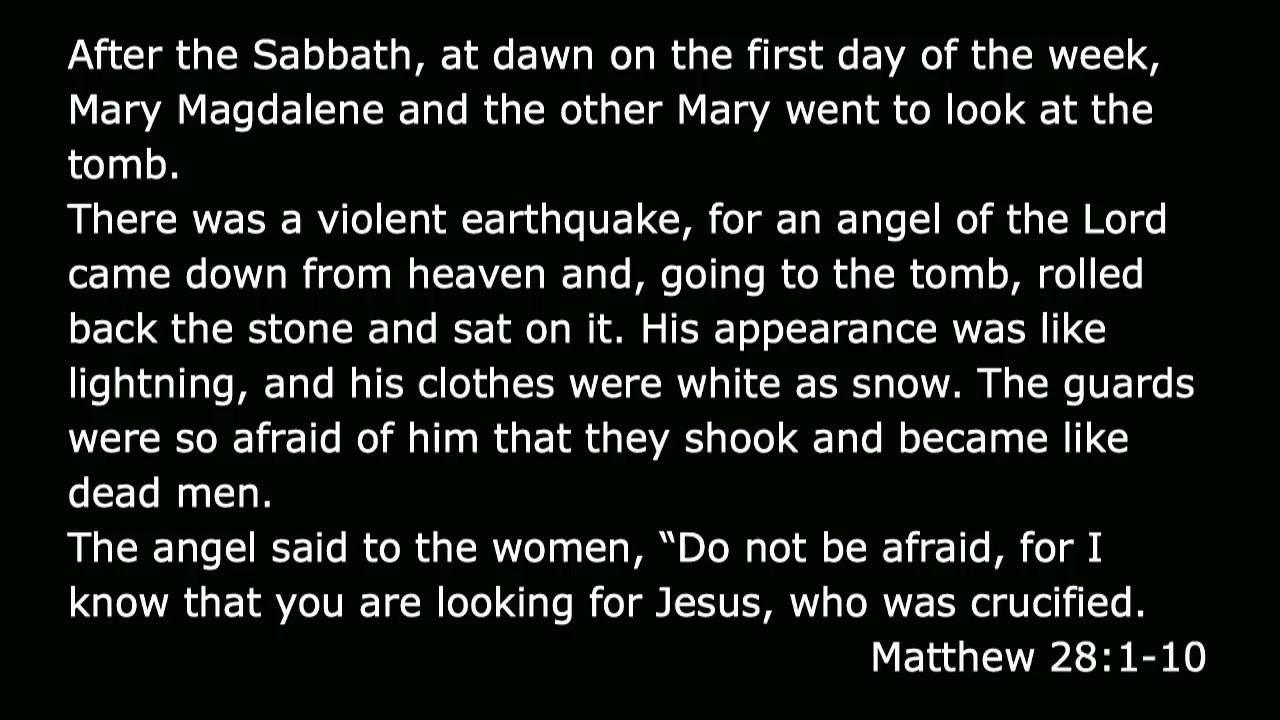 After the Sabbath, at dawn on the first day of the week,
Mary Magdalene and the other Mary went to look at the
tomb.
There was a violent earthquake, for an angel of the Lord
came down from heaven and, going to the tomb, rolled
back the stone and sat on it. His appearance was like
lightning, and his clothes were white as snow. The guards
were so afraid of him that they shook and became like
dead men.
The angel said to the women, “Do not be afraid, for I
know that you are looking for Jesus, who was crucified.
Matthew 28:1-10